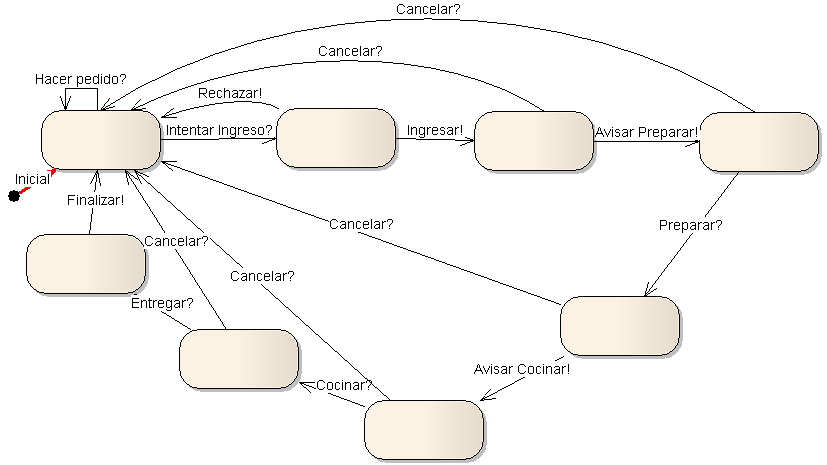 Cancelar?
Cancelar?
Hacer pedido?
Rechazar!
Intentar Ingreso?
Ingresar!
Avisar Preparar!
Inicial
Finalizar!
Cancelar?
Preparar?
Cancelar?
Cancelar?
Entregar?
Avisar Cocinar!
Cocinar?